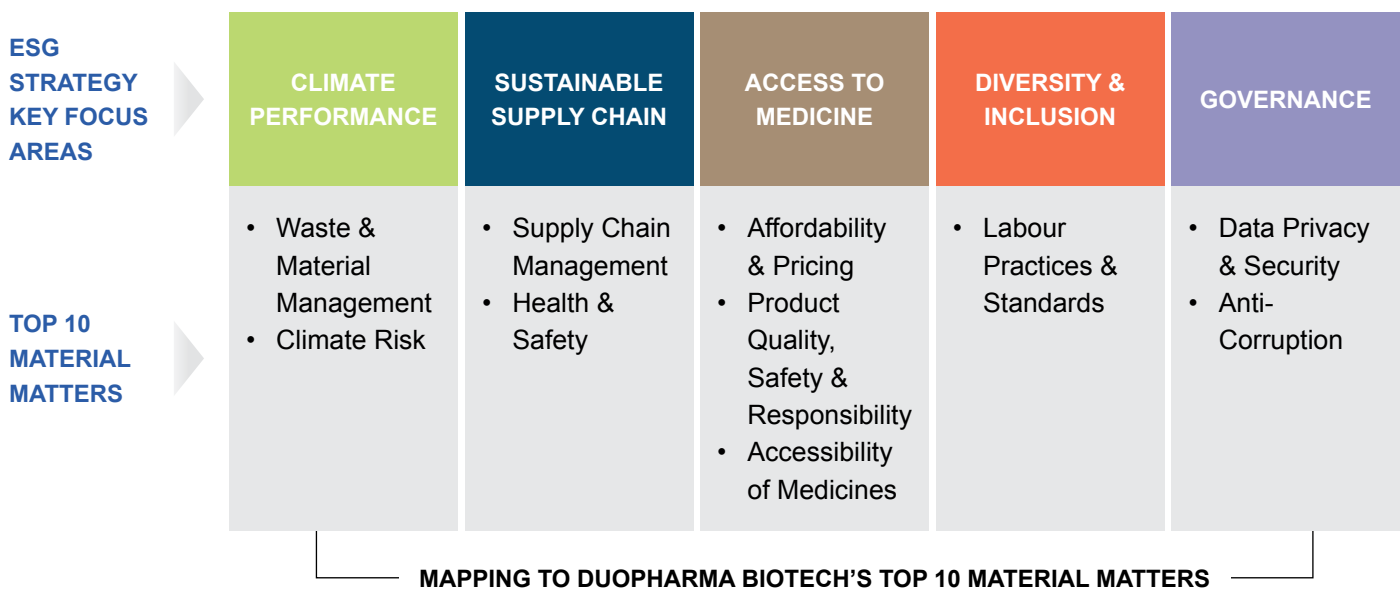 ESG
STRATEGY
KEY FOCUS
AREAS
CLIMATE
PERFORMANCE
SUSTAINABLE
SUPPLY CHAIN
ACCESS TO
MEDICINE
DIVERSITY &
INCLUSION
GOVERNANCE
TOP 10
MATERIAL
MATTERS
• Waste &
Material
Management
• Climate Risk
• Supply Chain
Management
• Health &
Safety
• Affordability
& Pricing
• Product
Quality,
Safety &
Responsibility
• Accessibility
of Medicines
• Labour
Practices &
Standards
• Data Privacy
& Security
• Anti-
Corruption
MAPPING TO DUOPHARMA BIOTECH’S TOP 10 MATERIAL MATTERS